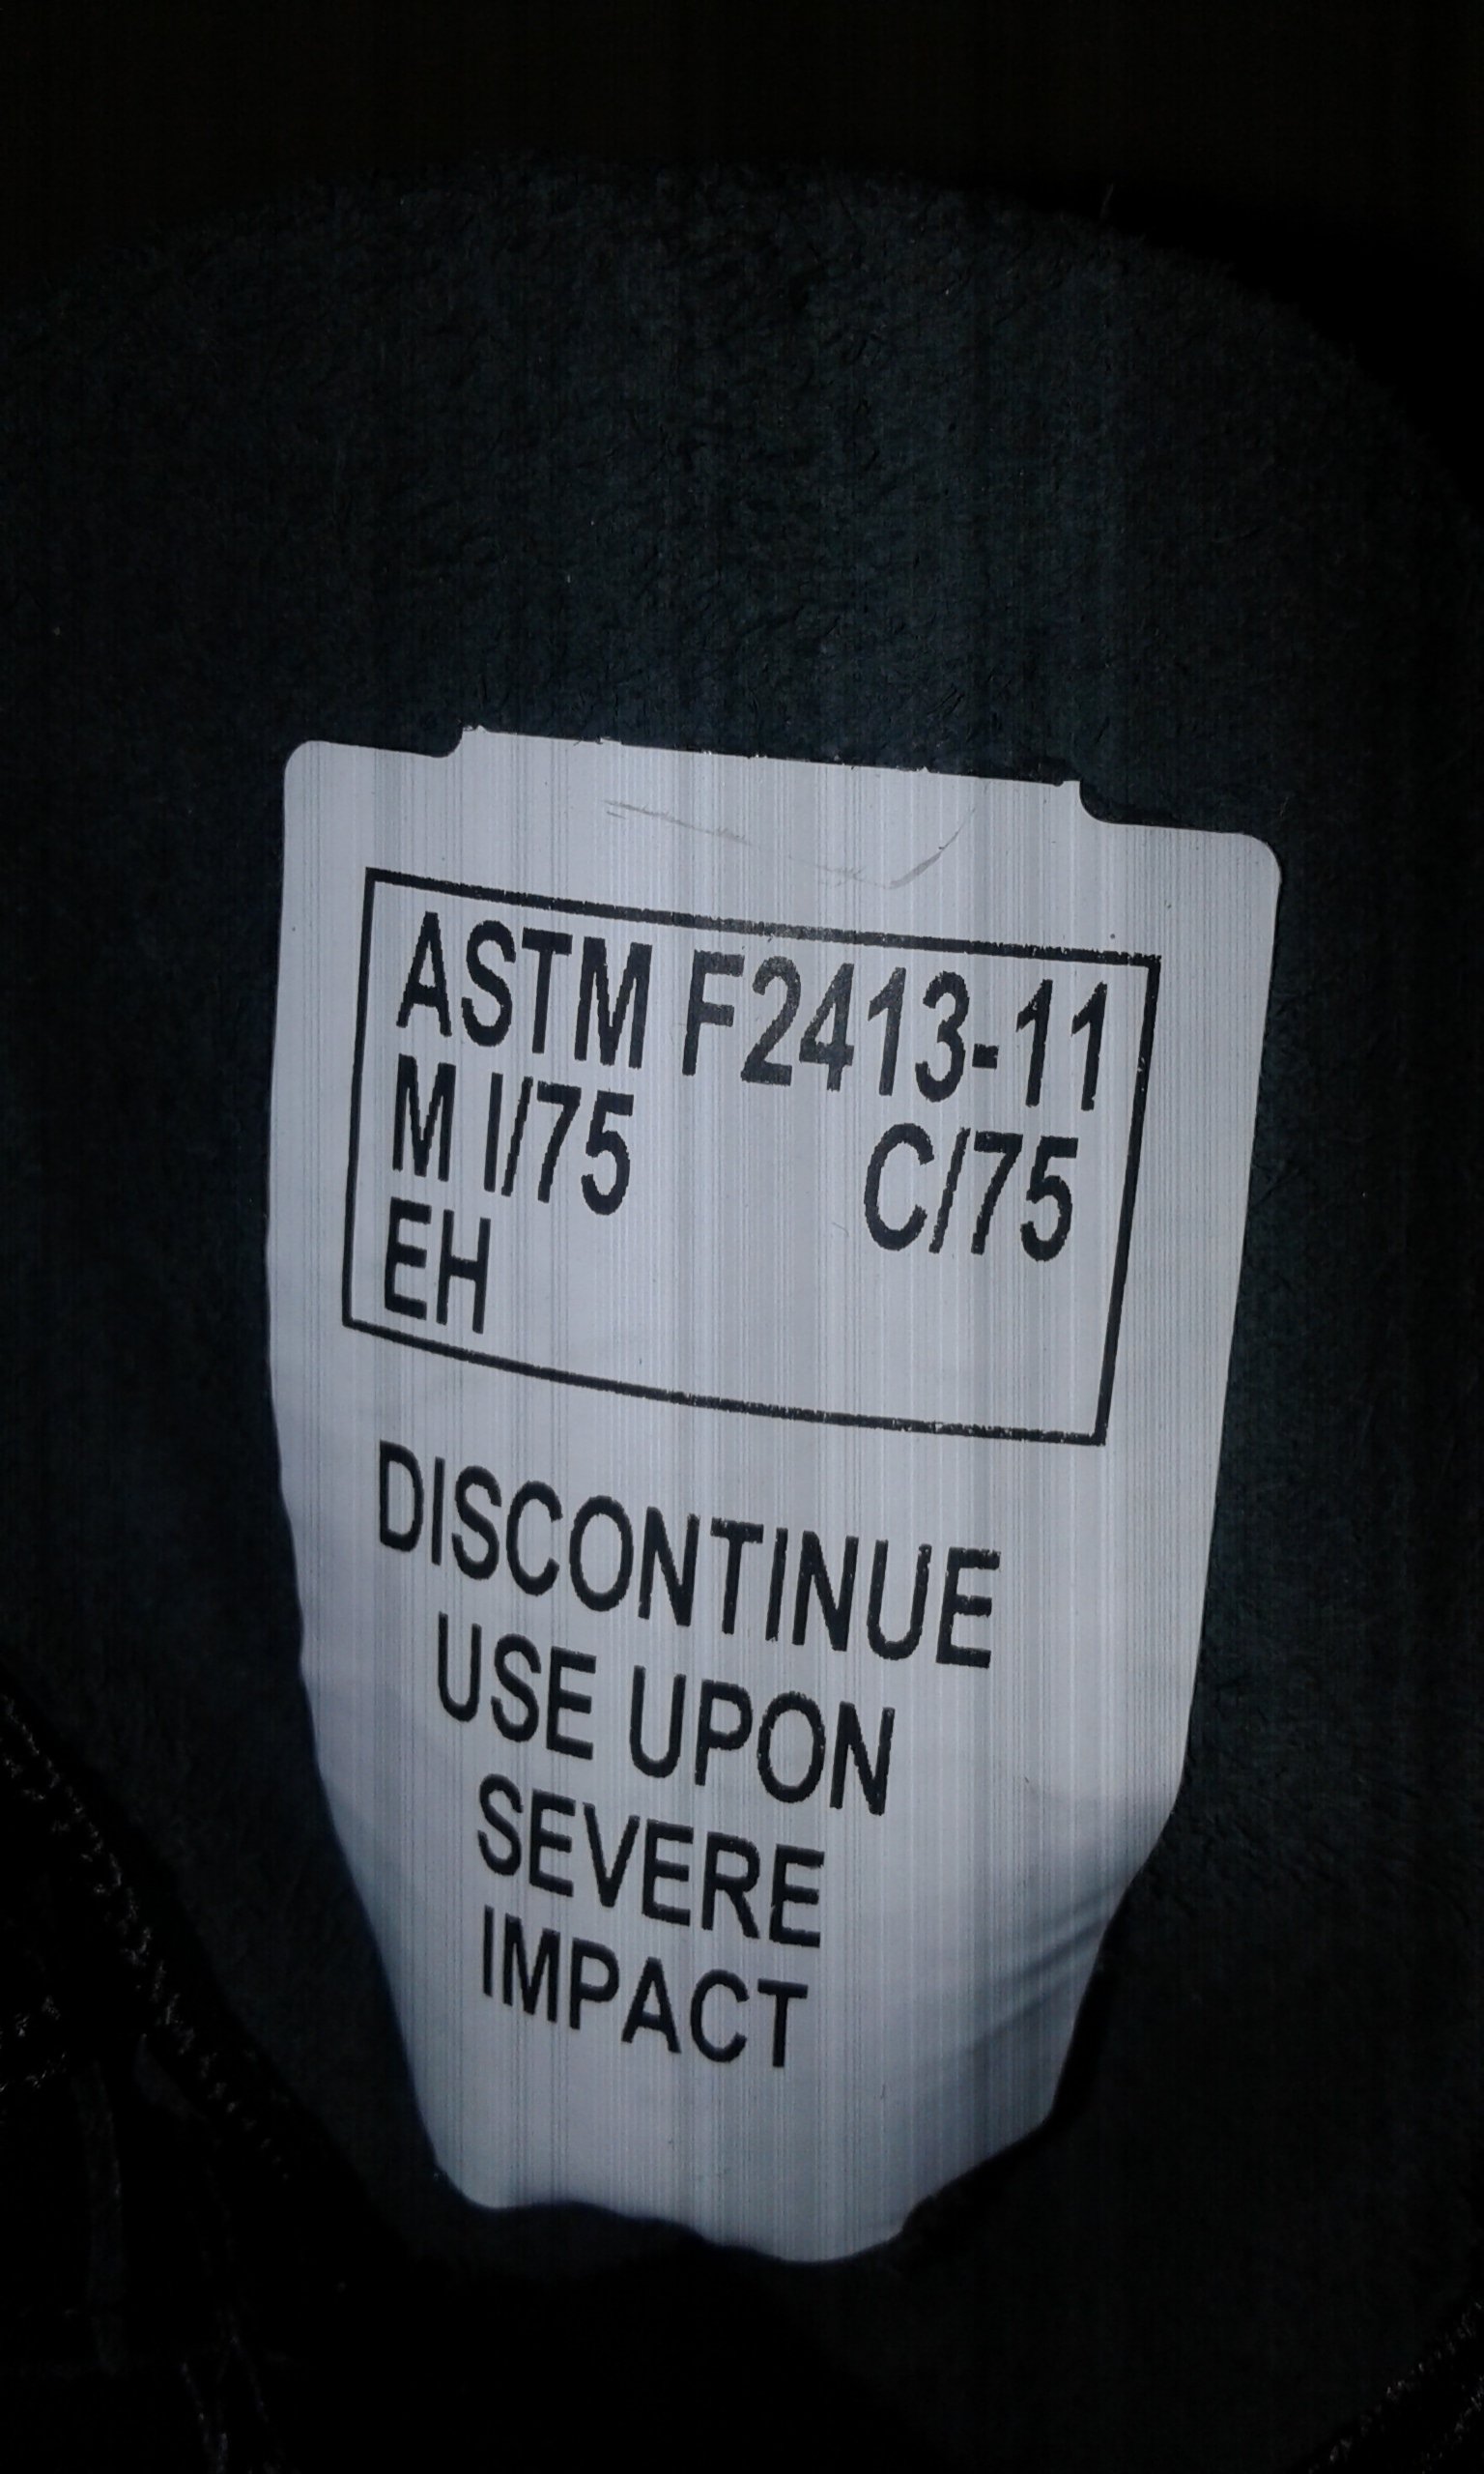 ASTM F2413-11
M I/75 C/75
EH
DISCONTINUE
USE UPON
SEVERE
IMPACT